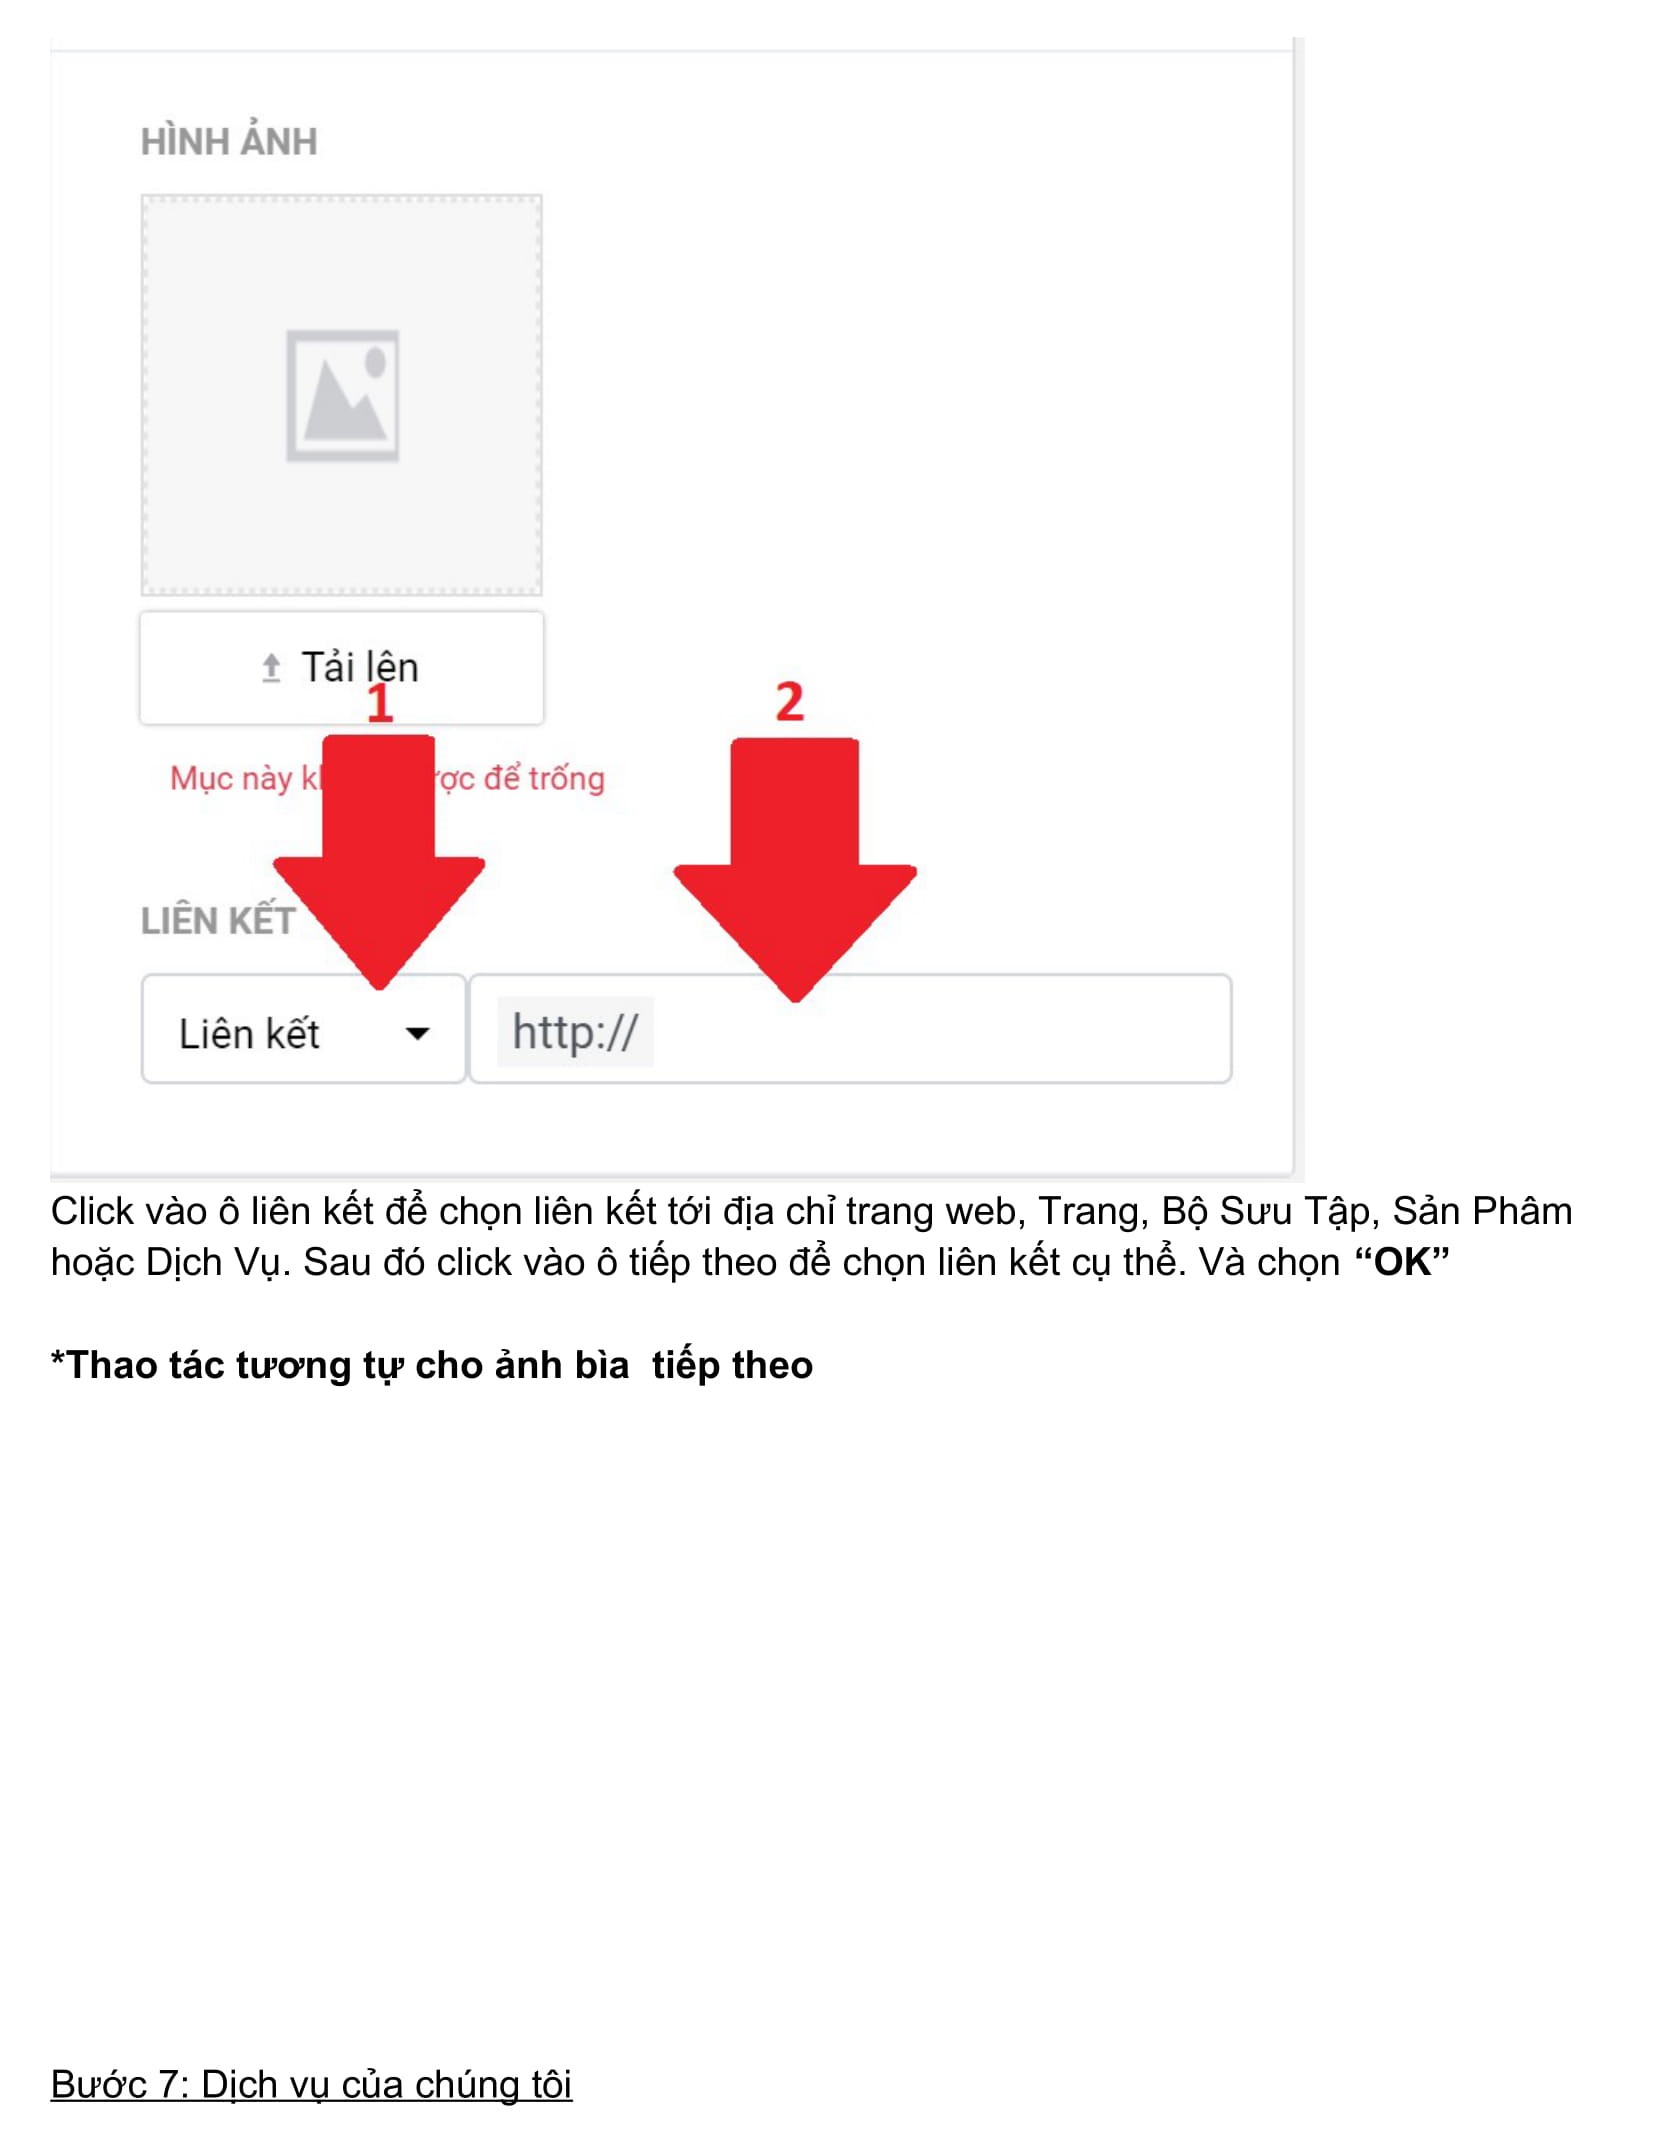 HÌNH ẢNH
Tải lên
1
2
Mục này ợc để trống
LIÊN KẾT
Liên kết
http://
Click vào ô liên kết để chọn liên kết tới địa chỉ trang web, Trang, Bộ Sưu Tập, Sản Phâm
hoặc Dịch Vụ. Sau đó click vào ô tiếp theo để chọn liên kết cụ thể. Và chọn “OK”
*Thao tác tương tự cho ảnh bìa  tiếp theo
Bước 7: Dịch vụ của chúng tôi